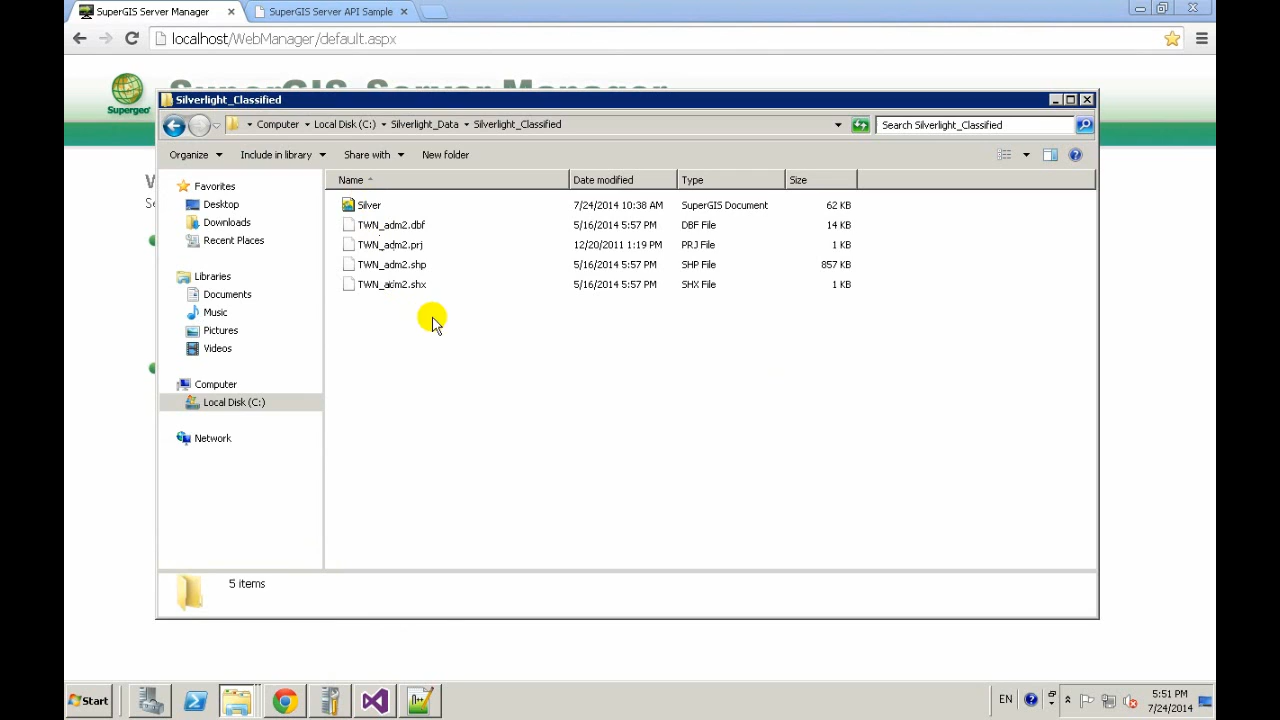 SuperGIS Server Manager
SuperGIS Server API Sample
localhost/WebManager/default.aspx
SuperGIS Server Manager
Supergeo
Silverlight_Classified
Computer Local Disk (C:) Silverlight_Data Silverlight_Classified
Search Silverlight_Classified
Organize Include in library Share with New folder
Favorites
Desktop
Downloads
Recent Places
Libraries
Documents
Music
Pictures
Videos
Computer
Local Disk (C:)
Network
Name Date modified Type Size
Silver 7/24/2014 10:38 AM SuperGIS Document 62 KB
TWN_adm2.dbf 5/16/2014 5:57 PM DBF File 14 KB
TWN_adm2.prj 12/20/2011 1:19 PM PRJ File 1 KB
TWN_adm2.shp 5/16/2014 5:57 PM SHP File 857 KB
TWN_adm2.shx 5/16/2014 5:57 PM SHX File 1 KB
5 items
Start
EN
5:51 PM
7/24/2014